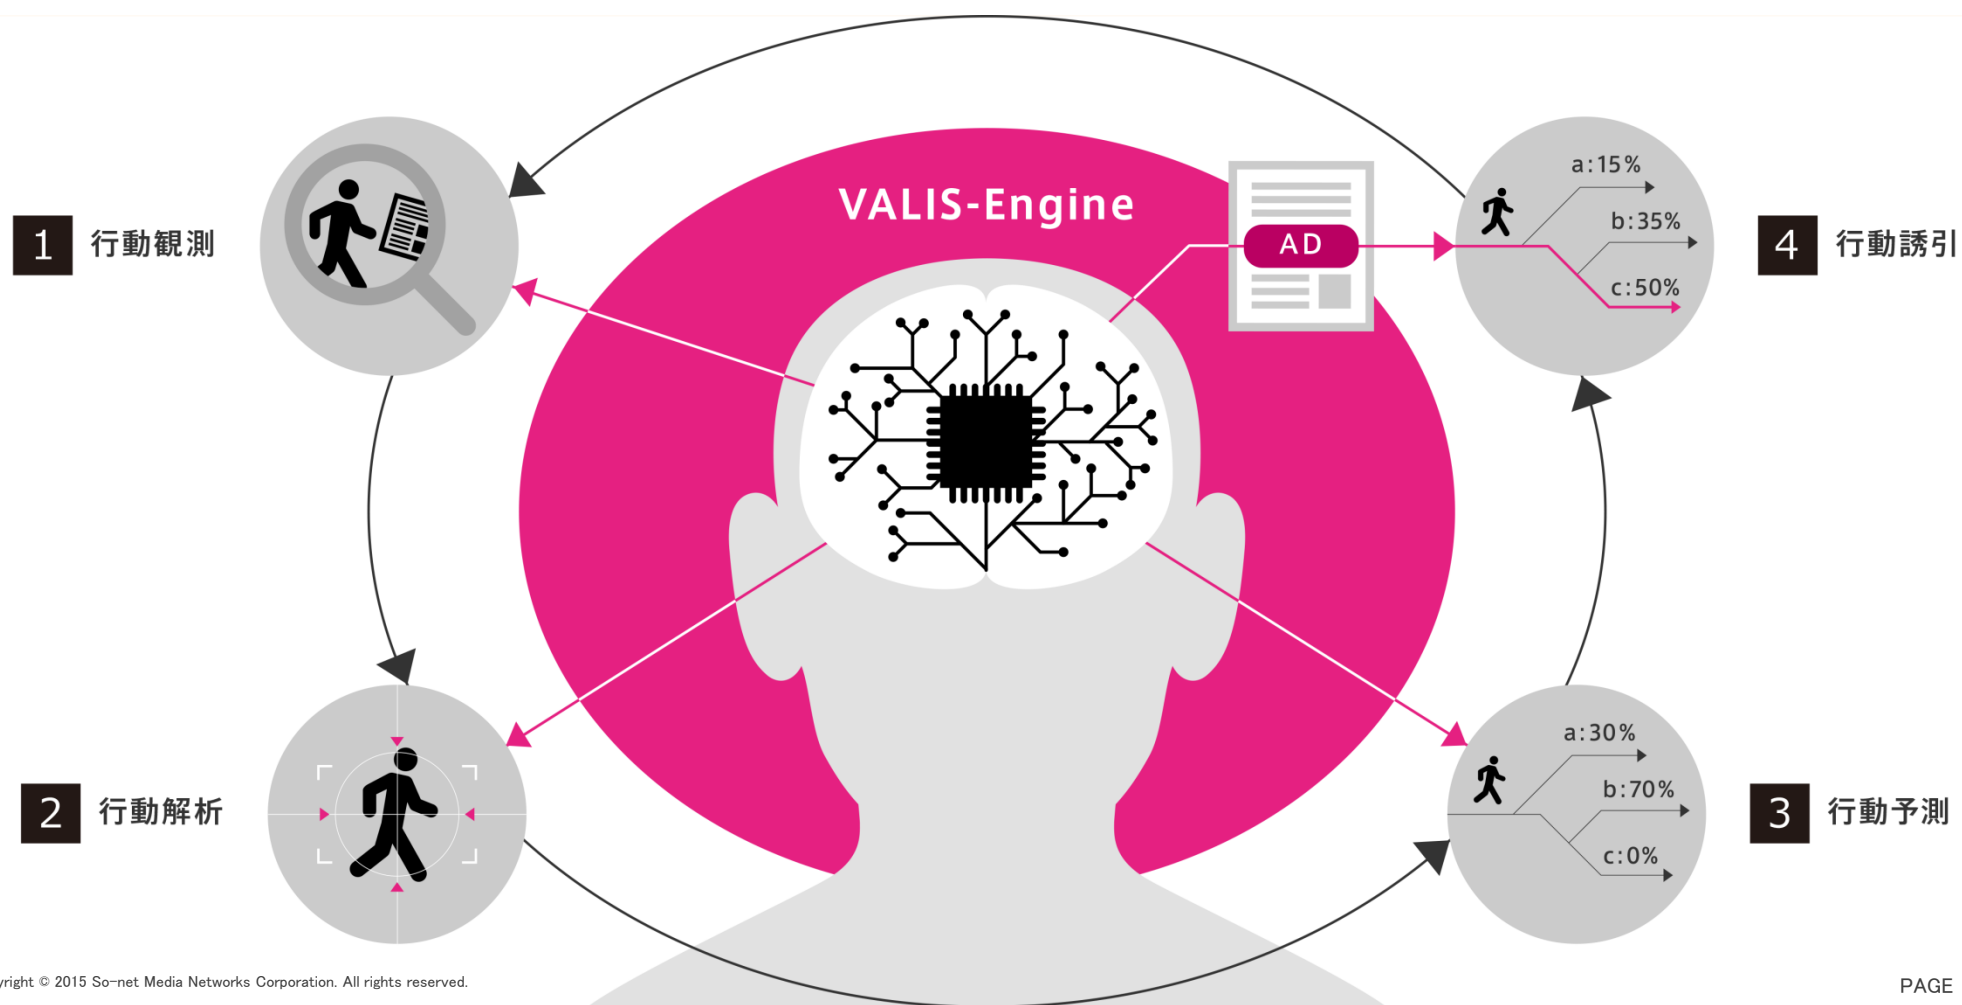 VALIS-Engine
1 行動観測
AD
a:15%
b:35%
c:50%
4 行動誘引
2 行動解析
a:30%
b:70%
c:0%
3 行動予測
yright © 2015 So-net Media Networks Corporation. All rights reserved.
PAGE